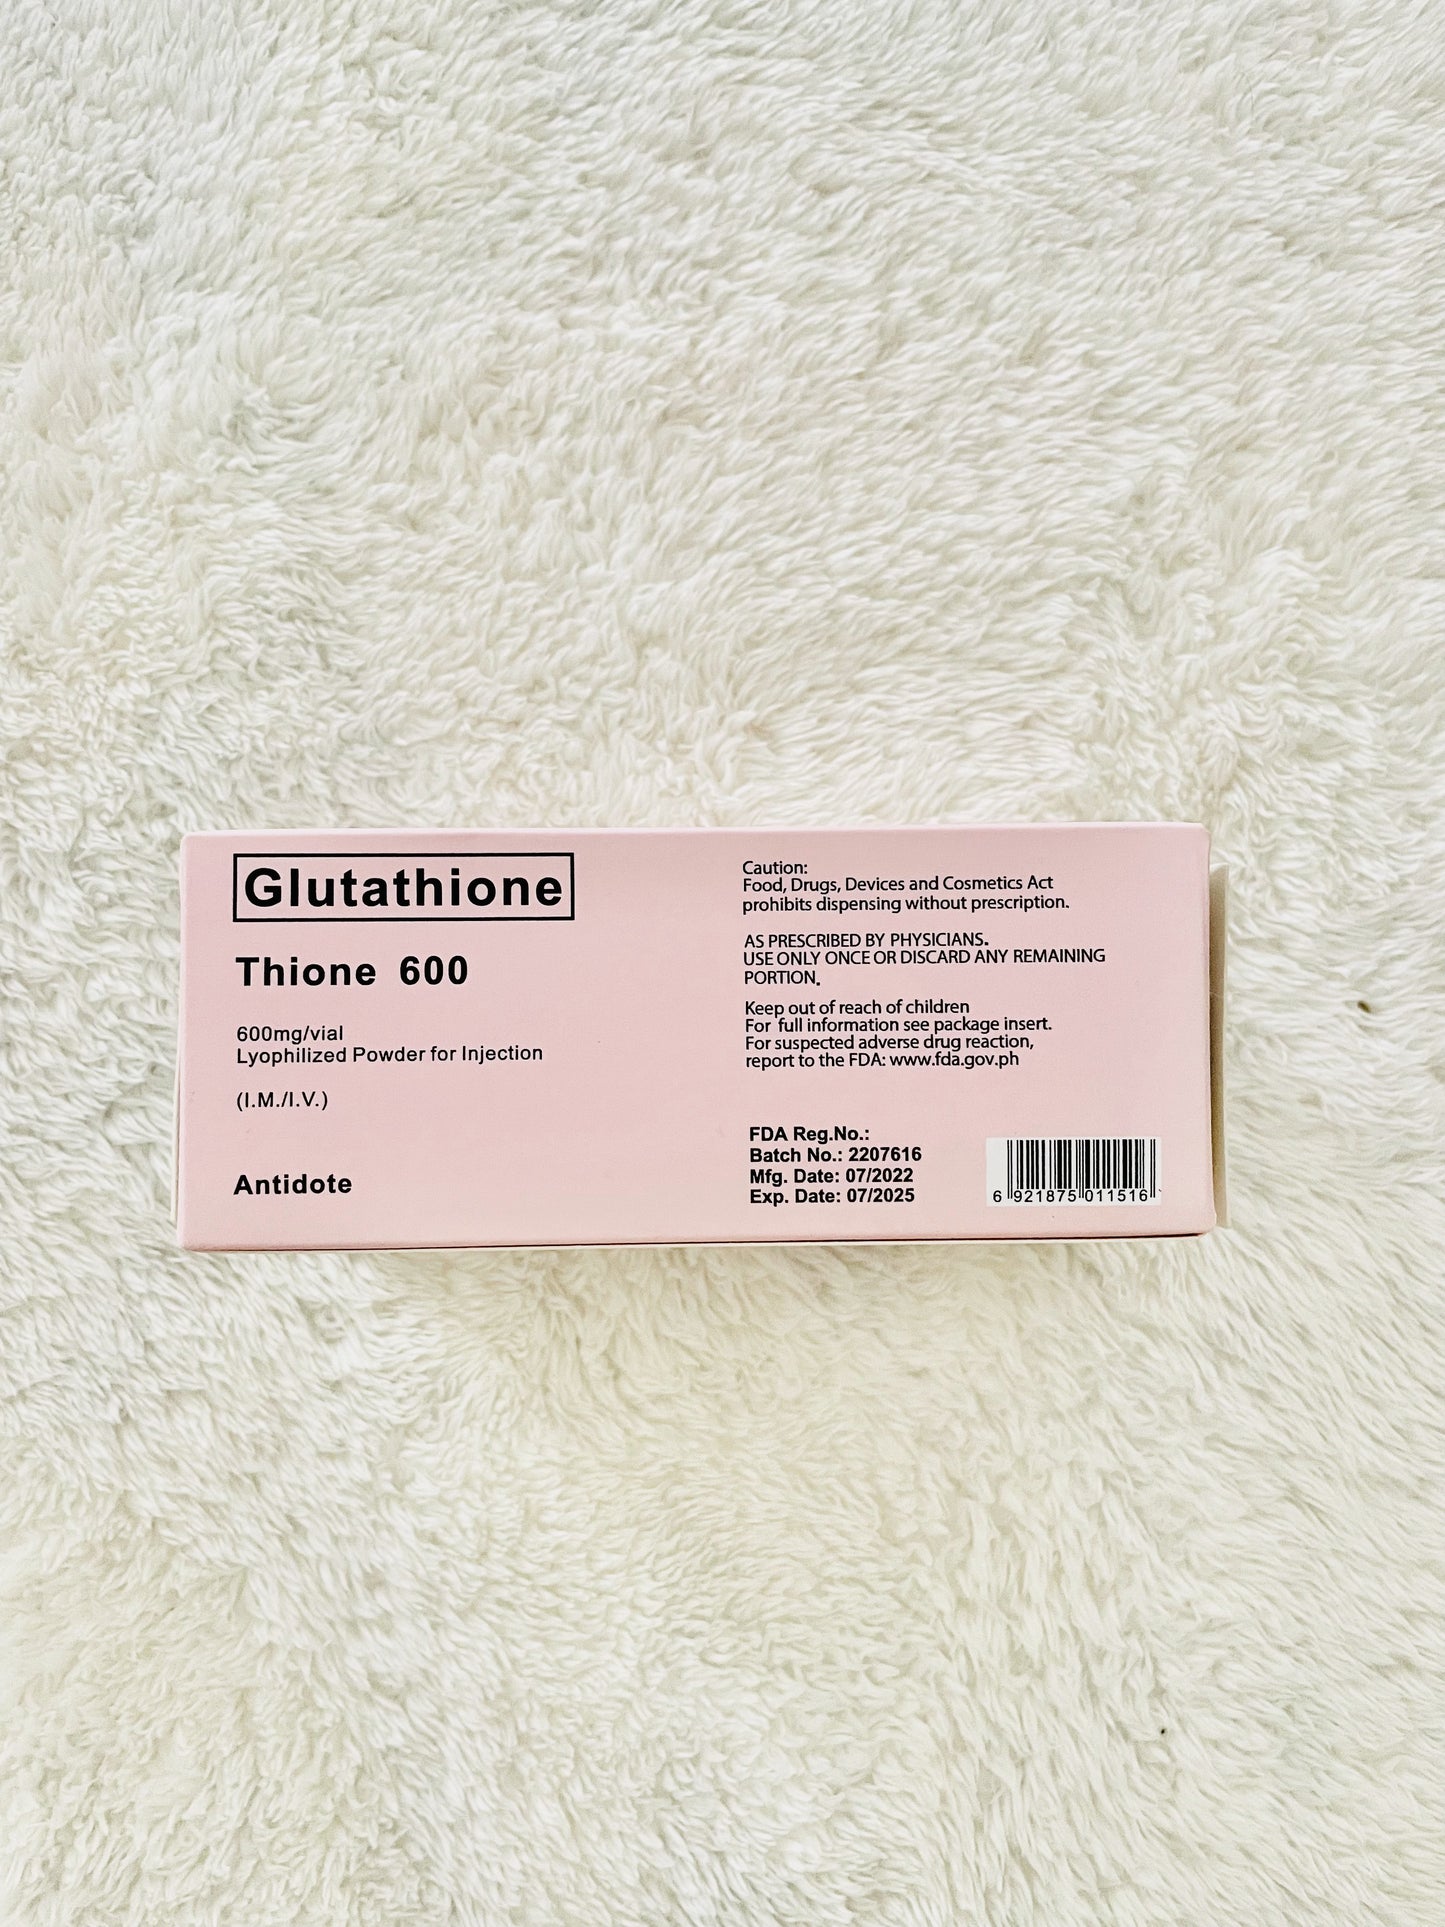 Glutathione
Thione 600
600mg/vial
Lyophilized Powder for Injection
(I.M./I.V.)
Antidote
Caution:
Food, Drugs, Devices and Cosmetics Act
prohibits dispensing without prescription.
AS PRESCRIBED BY PHYSICIANS.
USE ONLY ONCE OR DISCARD ANY REMAINING
PORTION.
Keep out of reach of children
For full information see package insert.
For suspected adverse drug reaction,
report to the FDA: www.fda.gov.ph
FDA Reg.No.:
Batch No.: 2207616
Mfg. Date: 07/2022
Exp. Date: 07/2025
6 921875 011516